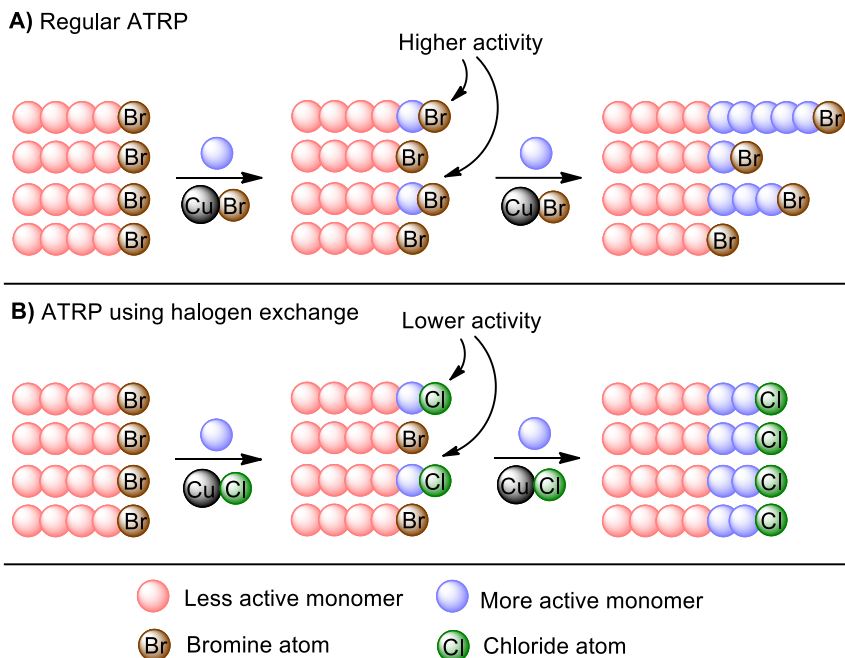 A) Regular ATRP
Higher activity
Br Br Br
Br Br Br
Br Br Br
Br Br Br
Cu Br Cu Br
B) ATRP using halogen exchange
Lower activity
Br Cl Cl
Br Br Cl
Br Cl Cl
Br Br Cl
Cu Cl Cu Cl
Less active monomer
More active monomer
Br Bromine atom
Cl Chloride atom